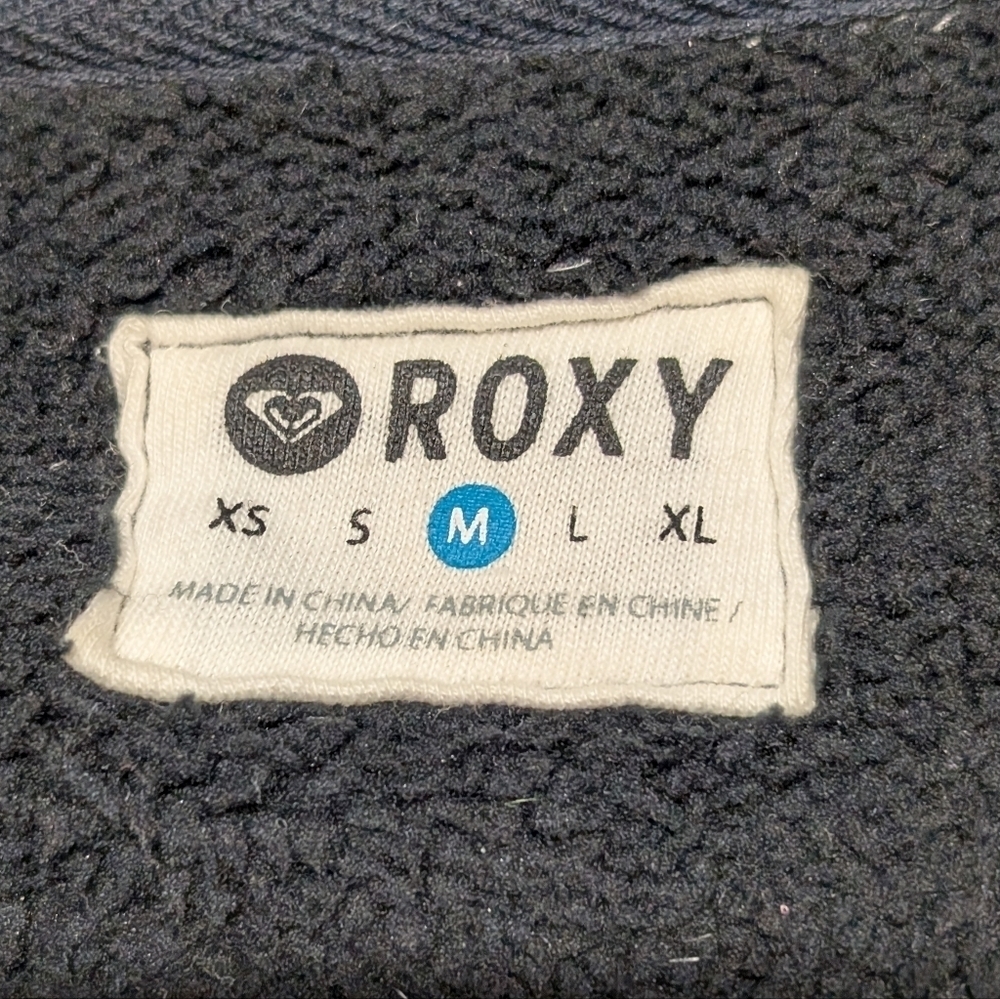 ROXY
XS S M L XL
MADE IN CHINA/ FABRIQUE EN CHINE /
HECHO EN CHINA